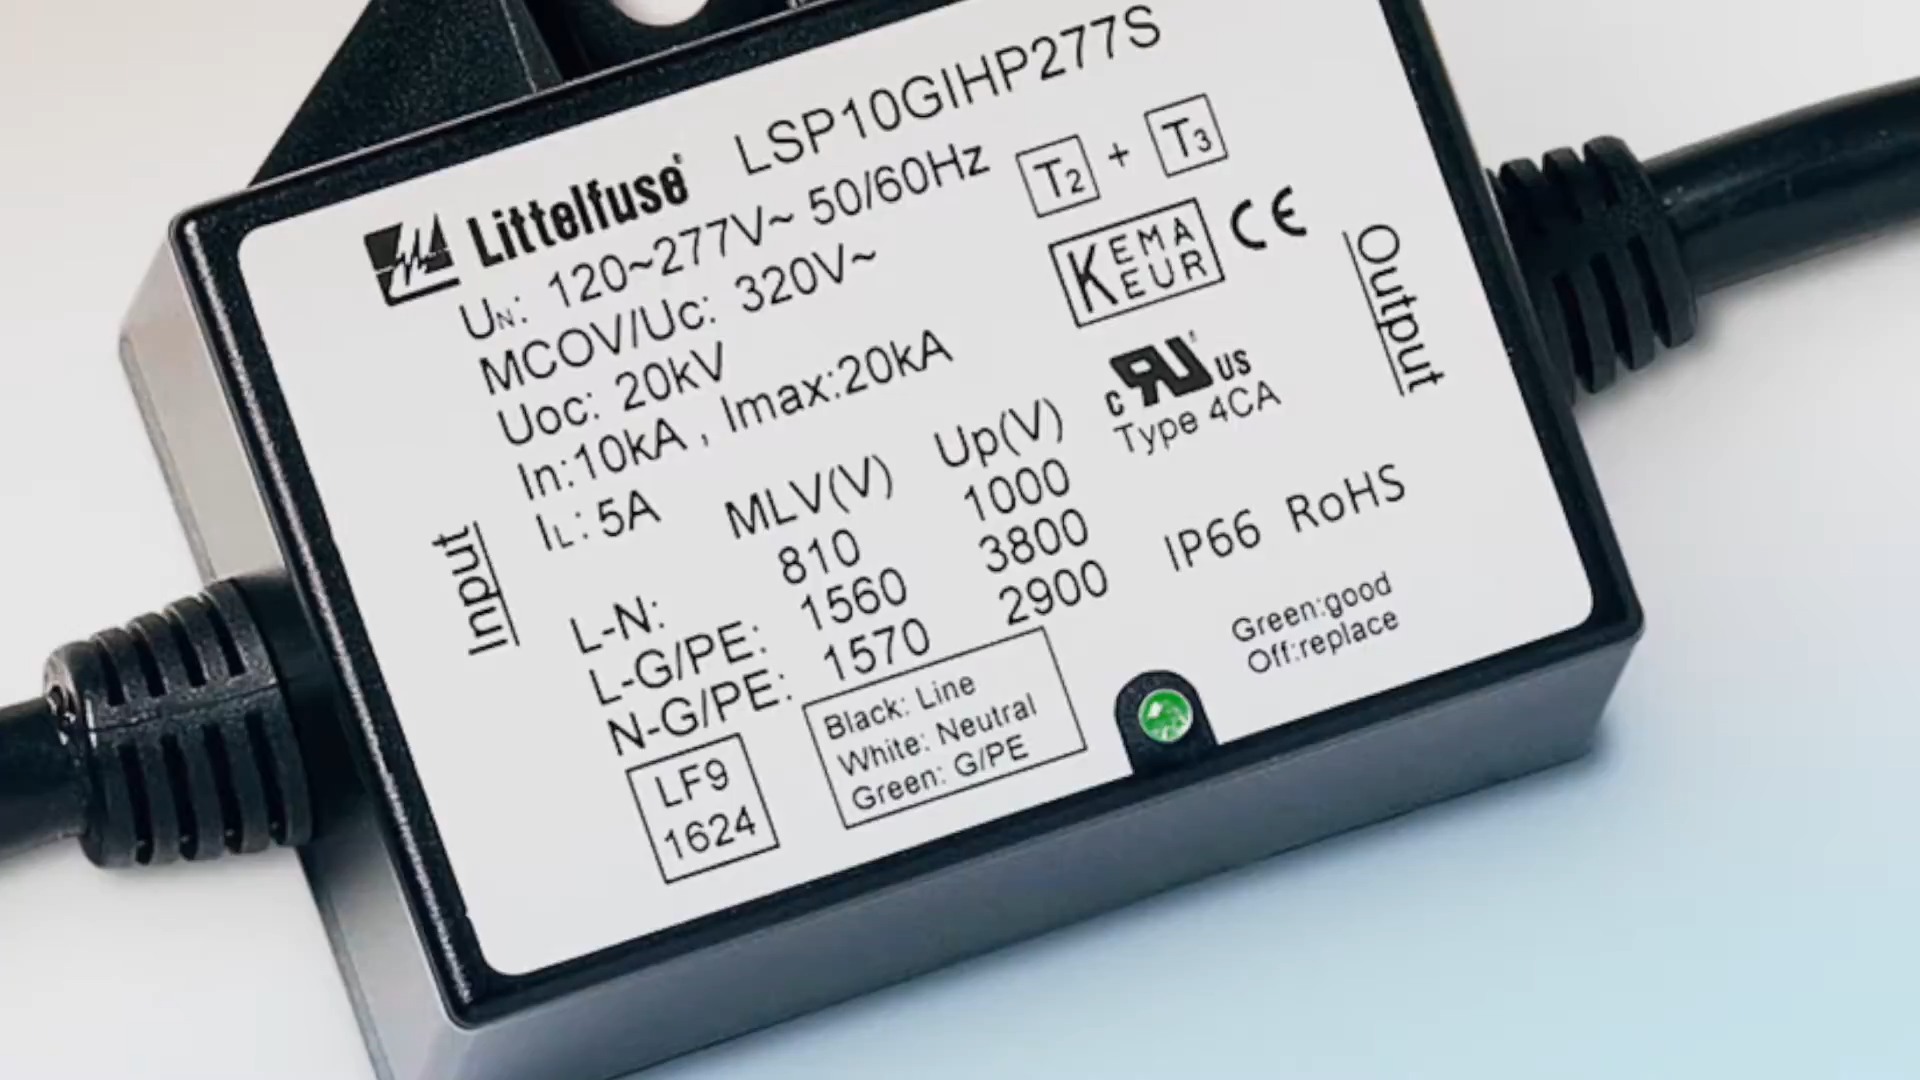 Littelfuse® LSP10GIHP277S
UN: 120~277V~ 50/60Hz
T2 + T3
MCOV/Uc: 320V~
KEMA
KEUR
CE
Uoc: 20kV
In:10kA , Imax:20kA
c RU® US
Type 4CA
IL: 5A
MLV(V) Up(V)
L-N: 810 1000
L-G/PE: 1560 3800
N-G/PE: 1570 2900
IP66 RoHS
Input
Output
Green:good
Off:replace
Black: Line
White: Neutral
Green: G/PE
LF9
1624